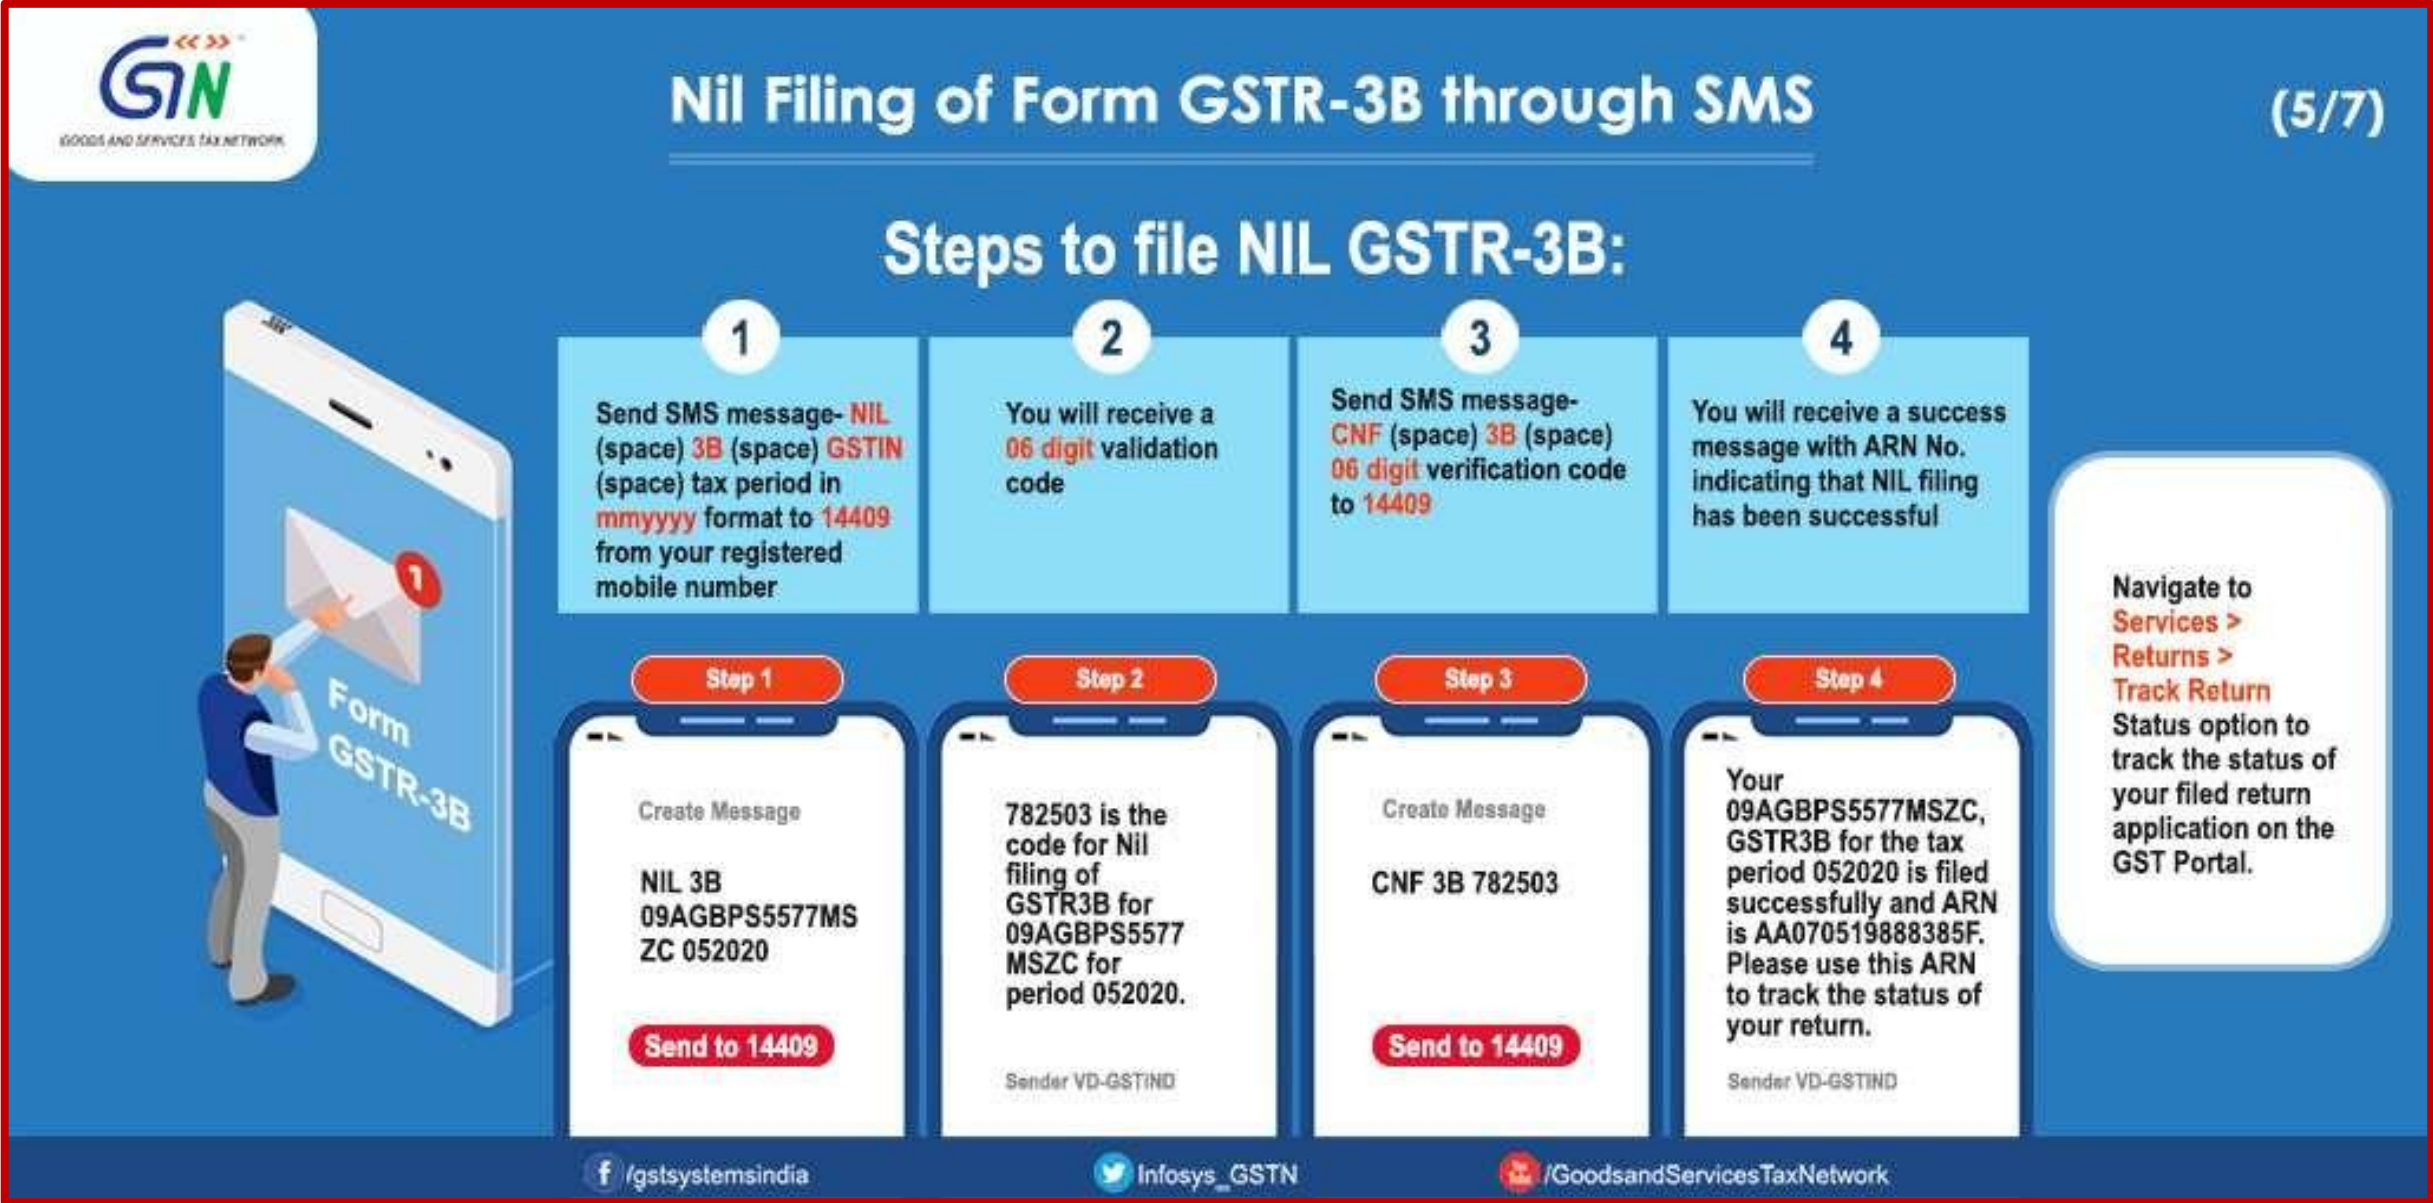 GSTN
GOODS AND SERVICES TAX NETWORK
Nil Filing of Form GSTR-3B through SMS
(5/7)
Steps to file NIL GSTR-3B:
1
Send SMS message- NIL
(space) 3B (space) GSTIN
(space) tax period in
mmyyyy format to 14409
from your registered
mobile number
2
You will receive a
06 digit validation
code
3
Send SMS message-
CNF (space) 3B (space)
06 digit verification code
to 14409
4
You will receive a success
message with ARN No.
indicating that NIL filing
has been successful
1
Form
GSTR-3B
Step 1
Create Message
NIL 3B
09AGBPS5577MS
ZC 052020
Send to 14409
Step 2
782503 is the
code for Nil
filing of
GSTR3B for
09AGBPS5577
MSZC for
period 052020.
Sender VD-GSTIND
Step 3
Create Message
CNF 3B 782503
Send to 14409
Step 4
Your
09AGBPS5577MSZC,
GSTR3B for the tax
period 052020 is filed
successfully and ARN
is AA070519888385F.
Please use this ARN
to track the status of
your return.
Sender VD-GSTIND
Navigate to
Services >
Returns >
Track Return
Status option to
track the status of
your filed return
application on the
GST Portal.
f /gstsystemsindia
Infosys_GSTN
/GoodsandServicesTaxNetwork